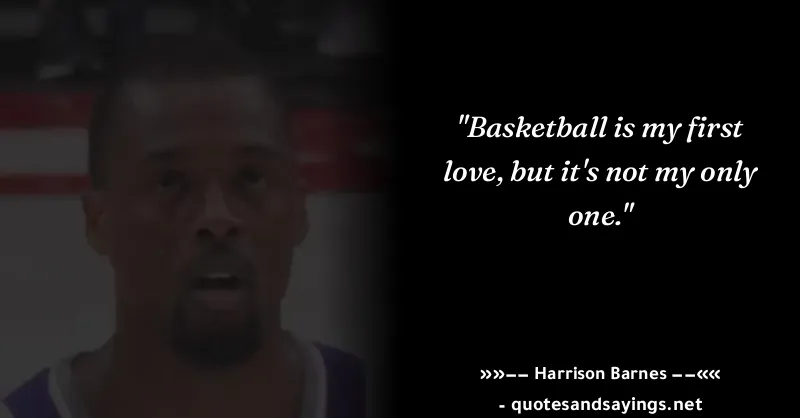 "Basketball is my first
love, but it's not my only
one."
»»−− Harrison Barnes −−««
- quotesandsayings.net